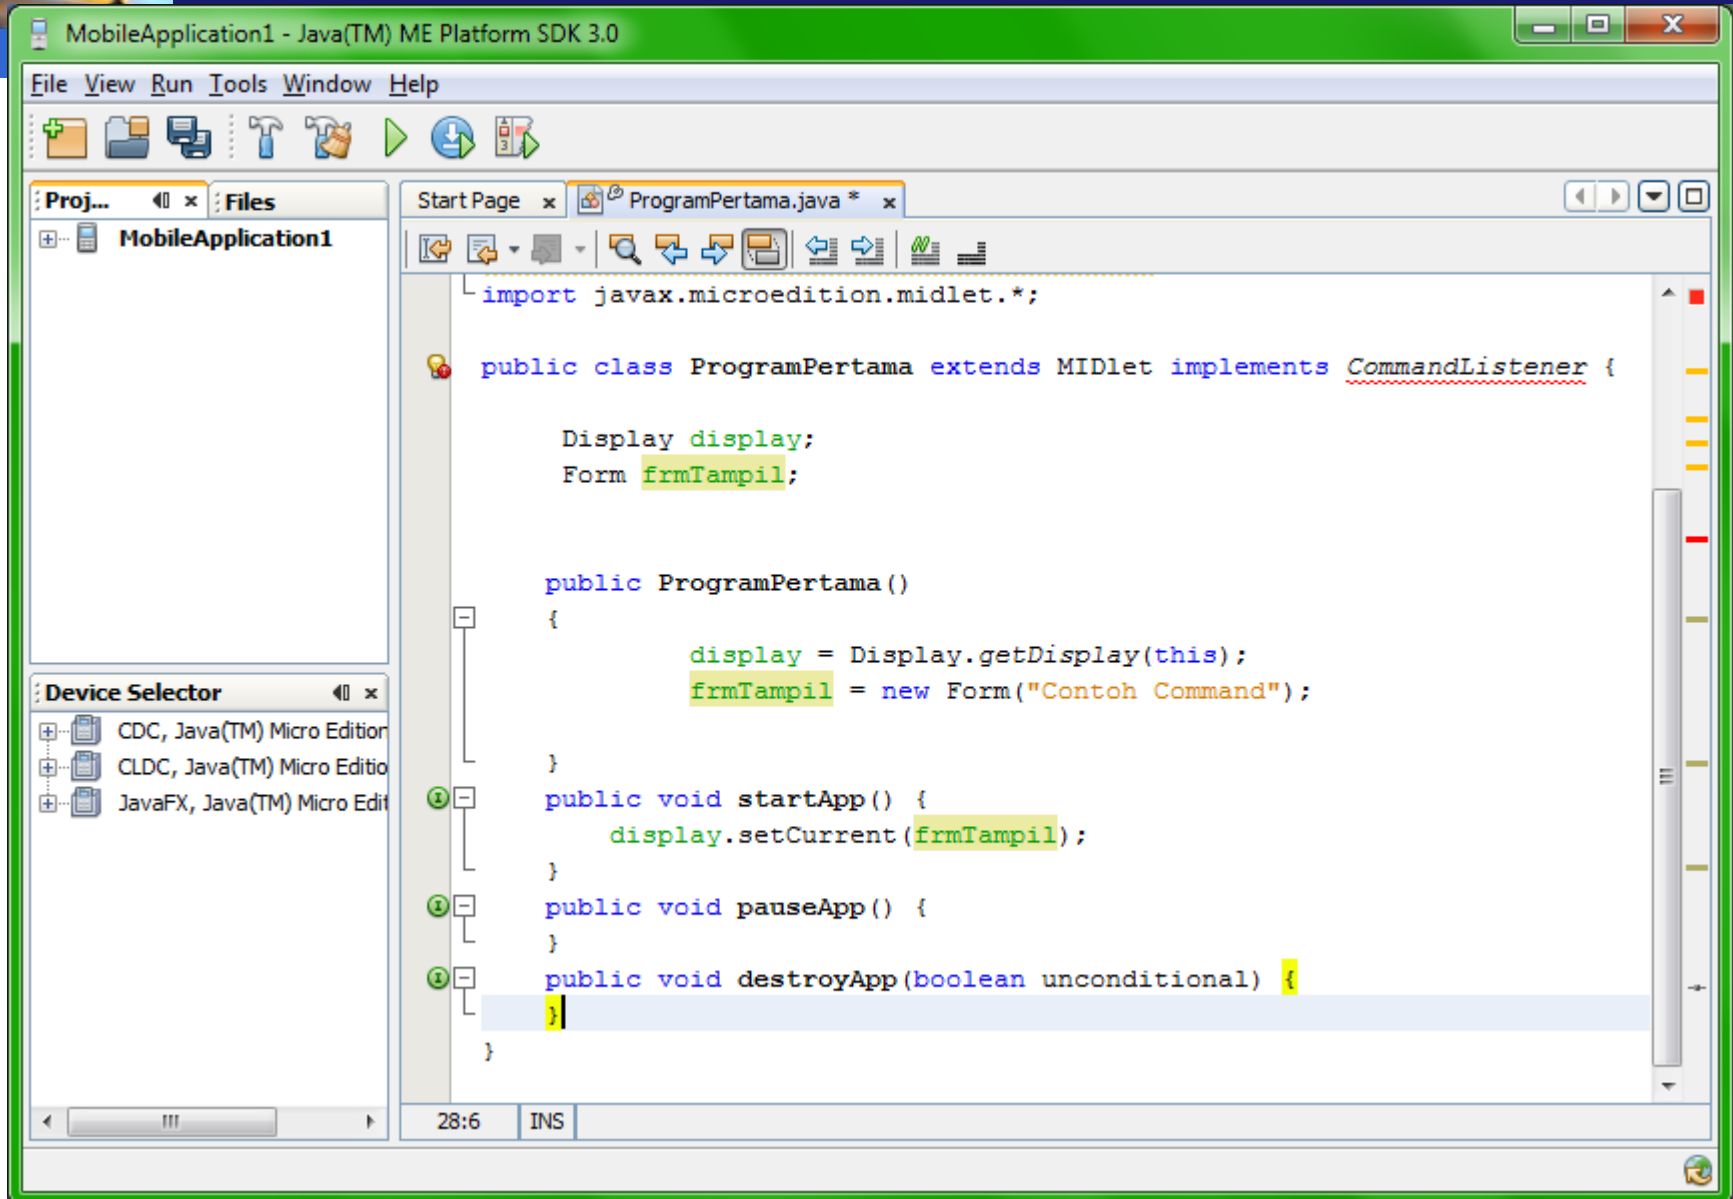 MobileApplication1 - Java(TM) ME Platform SDK 3.0
File View Run Tools Window Help
Proj...
Files
MobileApplication1
Device Selector
CDC, Java(TM) Micro Edition
CLDC, Java(TM) Micro Editio
JavaFX, Java(TM) Micro Edit
Start Page
ProgramPertama.java *
import javax.microedition.midlet.*;
public class ProgramPertama extends MIDlet implements CommandListener {
Display display;
Form frmTampil;
public ProgramPertama()
{
display = Display.getDisplay(this);
frmTampil = new Form("Contoh Command");
}
public void startApp() {
display.setCurrent(frmTampil);
}
public void pauseApp() {
}
public void destroyApp(boolean unconditional) {
}
}
28:6 INS